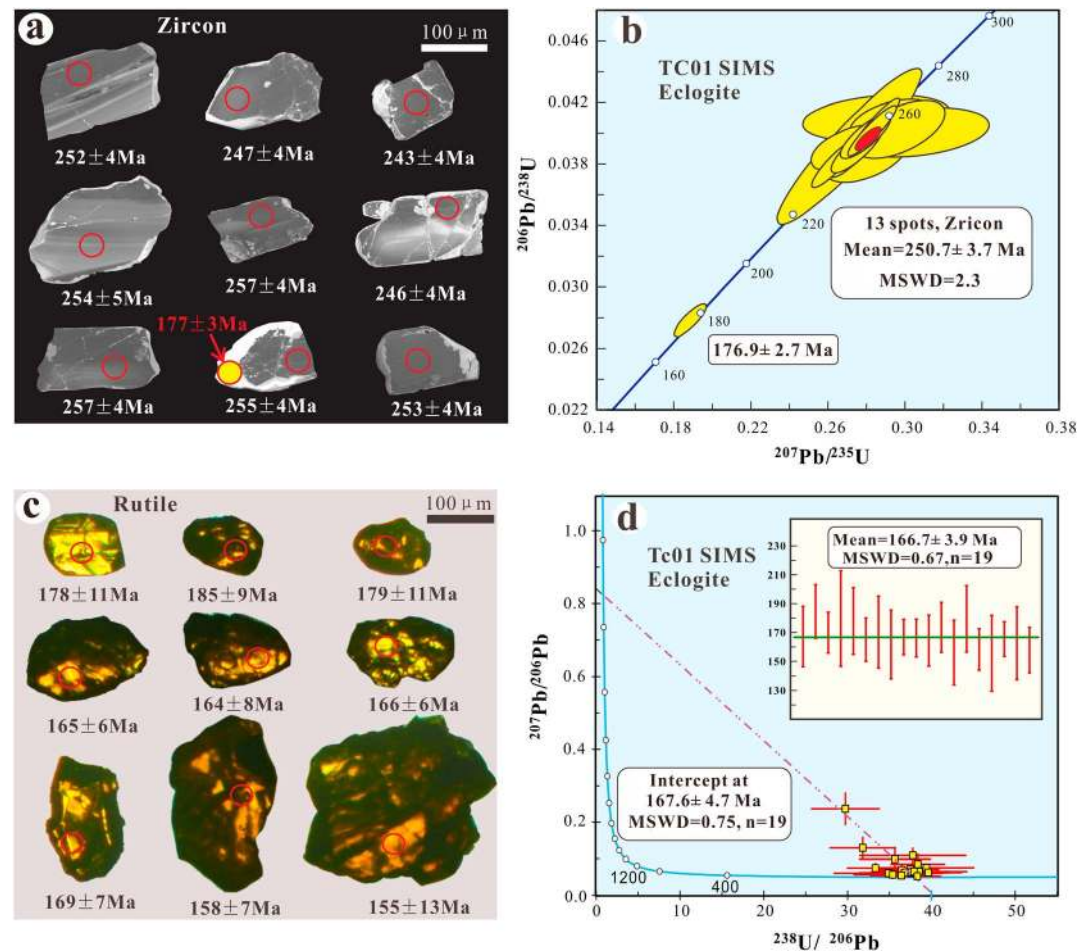 a
Zircon
100 μm
252±4Ma
247±4Ma
243±4Ma
254±5Ma
257±4Ma
246±4Ma
177±3Ma
257±4Ma
255±4Ma
253±4Ma
b
TC01 SIMS
Eclogite
0.046
0.042
0.038
0.034
0.030
0.026
0.022
206Pb/238U
300
280
260
220
200
180
160
13 spots, Zricon
Mean=250.7± 3.7 Ma
MSWD=2.3
176.9± 2.7 Ma
0.14
0.18
0.22
0.26
0.30
0.34
0.38
207Pb/235U
c
Rutile
100 μm
178±11Ma
185±9Ma
179±11Ma
165±6Ma
164±8Ma
166±6Ma
169±7Ma
158±7Ma
155±13Ma
d
Tc01 SIMS
Eclogite
1.0
0.8
0.6
0.4
0.2
0.0
207Pb/206Pb
Mean=166.7±3.9 Ma
MSWD=0.67,n=19
230
210
190
170
150
130
Intercept at
167.6± 4.7 Ma
MSWD=0.75, n=19
1200
400
0
10
20
30
40
50
238U/ 206Pb